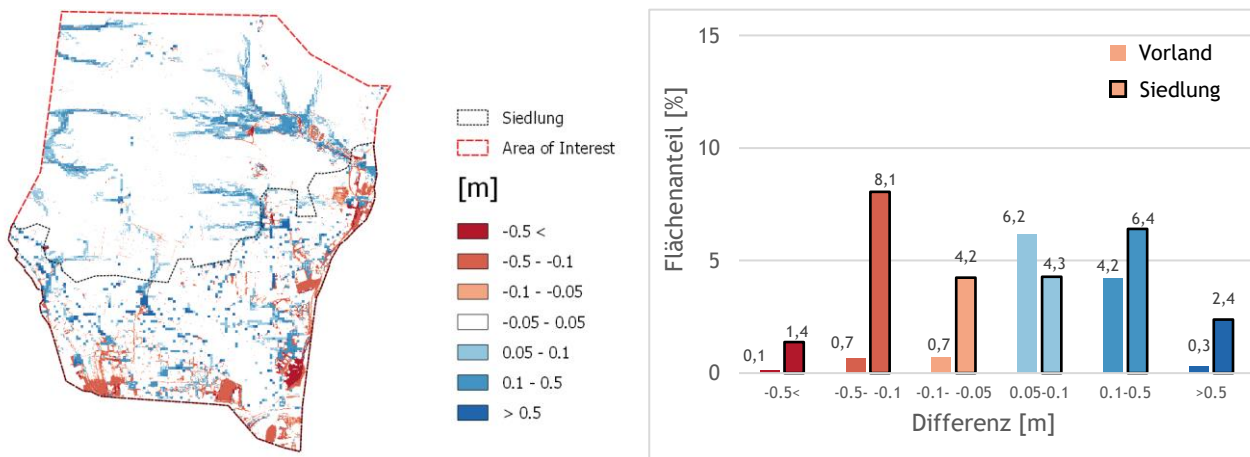 Siedlung
Area of Interest
[m]
-0.5 <
-0.5 - -0.1
-0.1 - -0.05
-0.05 - 0.05
0.05 - 0.1
0.1 - 0.5
> 0.5
Flächenanteil [%]
15
10
5
0
Vorland
Siedlung
0,1
1,4
0,7
8,1
0,7
4,2
6,2
4,3
4,2
6,4
0,3
2,4
-0.5<
-0.5- -0.1
-0.1- -0.05
0.05-0.1
0.1-0.5
>0.5
Differenz [m]